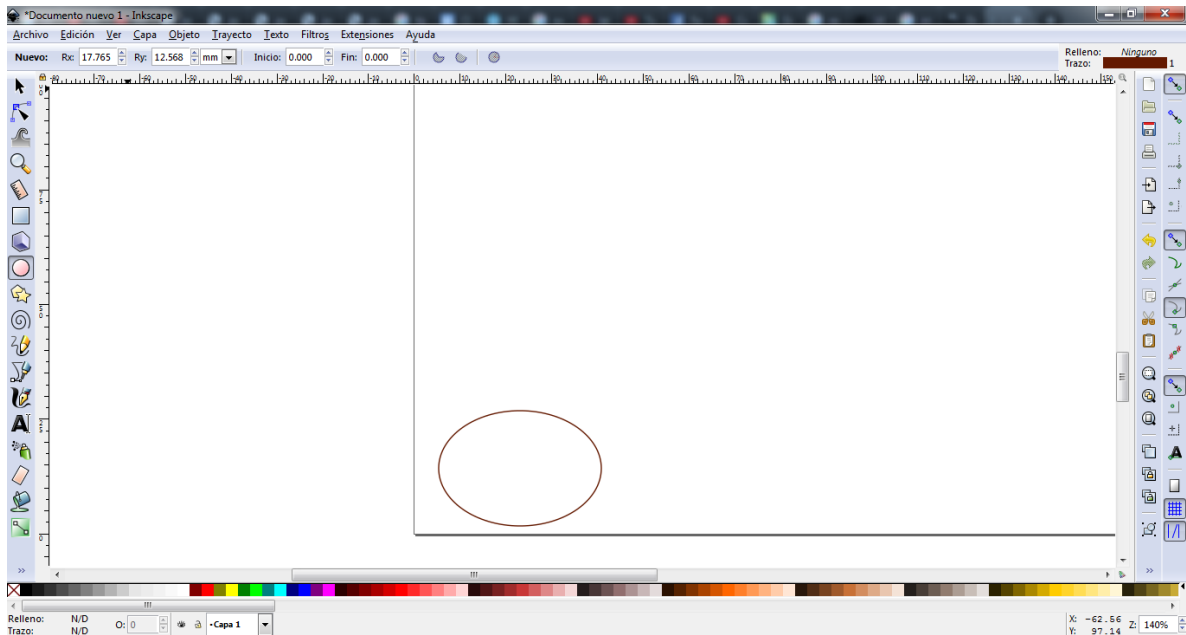 *Documento nuevo 1 - Inkscape
Archivo Edición Ver Capa Objeto Trayecto Texto Filtros Extensiones Ayuda
Nuevo: Rx: 17.765 Ry: 12.568 mm Inicio: 0.000 Fin: 0.000
Relleno: Ninguno
Trazo: 1
Relleno: N/D O: 0 Capa 1
Trazo: N/D
X: -62.56 Z: 140%
Y: 97.14